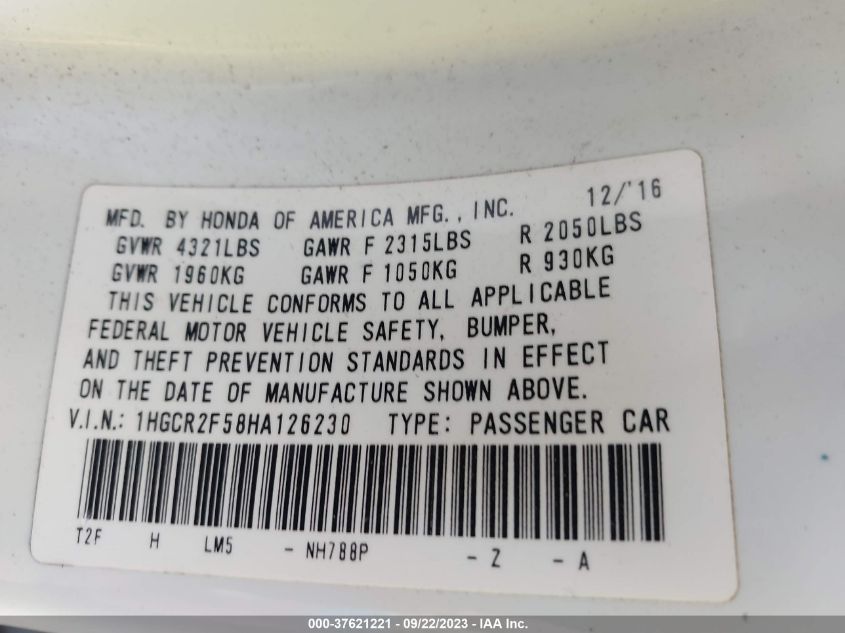 12/'16
MFD. BY HONDA OF AMERICA MFG., INC.
GVWR 4321LBS GAWR F 2315LBS R 2050LBS
GVWR 1960KG GAWR F 1050KG R 930KG
THIS VEHICLE CONFORMS TO ALL APPLICABLE
FEDERAL MOTOR VEHICLE SAFETY, BUMPER,
AND THEFT PREVENTION STANDARDS IN EFFECT
ON THE DATE OF MANUFACTURE SHOWN ABOVE.
V.I.N.: 1HGCR2F58HA126230 TYPE: PASSENGER CAR
T2F H LM5 - NH788P - Z - A
000-37621221 - 09/22/2023 - IAA Inc.